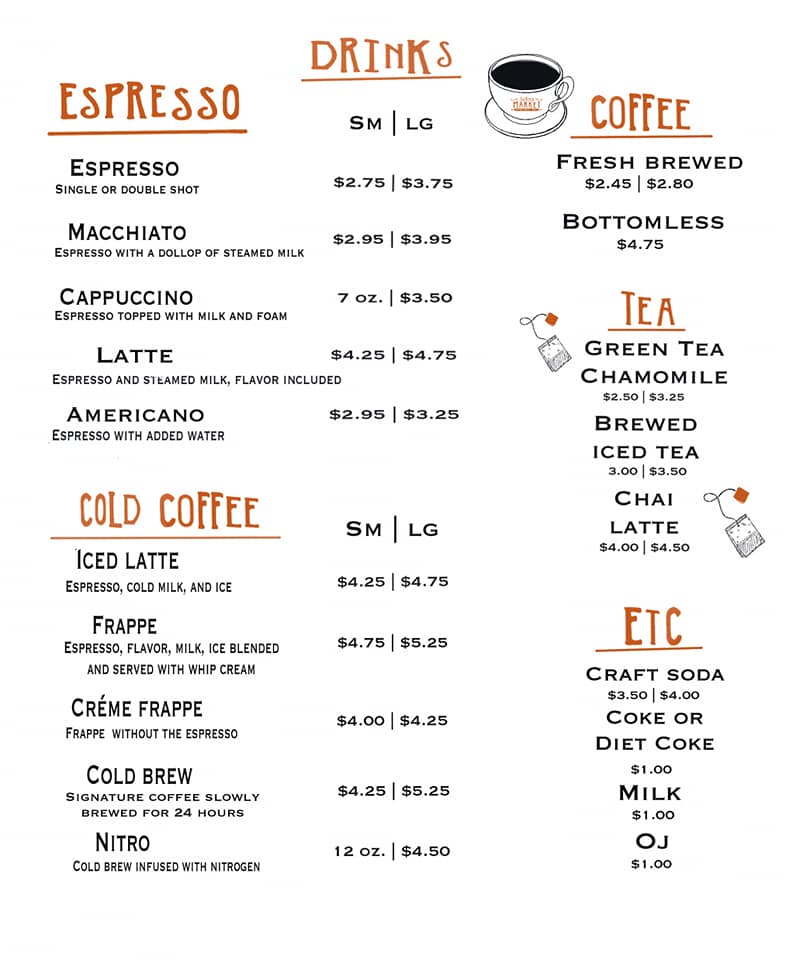 Drinks
Espresso
Sm | LG
Espresso
Single or double shot
$2.75 | $3.75
Macchiato
Espresso with a dollop of steamed milk
$2.95 | $3.95
Cappuccino
Espresso topped with milk and foam
7 oz. | $3.50
Latte
Espresso and steamed milk, flavor included
$4.25 | $4.75
Americano
Espresso with added water
$2.95 | $3.25
Cold Coffee
Sm | LG
Iced latte
Espresso, cold milk, and ice
$4.25 | $4.75
Frappe
Espresso, flavor, milk, ice blended
and served with whip cream
$4.75 | $5.25
Créme frappe
Frappe without the espresso
$4.00 | $4.25
Cold brew
Signature coffee slowly
brewed for 24 hours
$4.25 | $5.25
Nitro
Cold brew infused with nitrogen
12 oz. | $4.50
MARKET
Coffee
Fresh brewed
$2.45 | $2.80
Bottomless
$4.75
Tea
Green Tea
Chamomile
$2.50 | $3.25
Brewed
iced tea
3.00 | $3.50
Chai
latte
$4.00 | $4.50
Etc
Craft soda
$3.50 | $4.00
Coke or
Diet Coke
$1.00
Milk
$1.00
Oj
$1.00